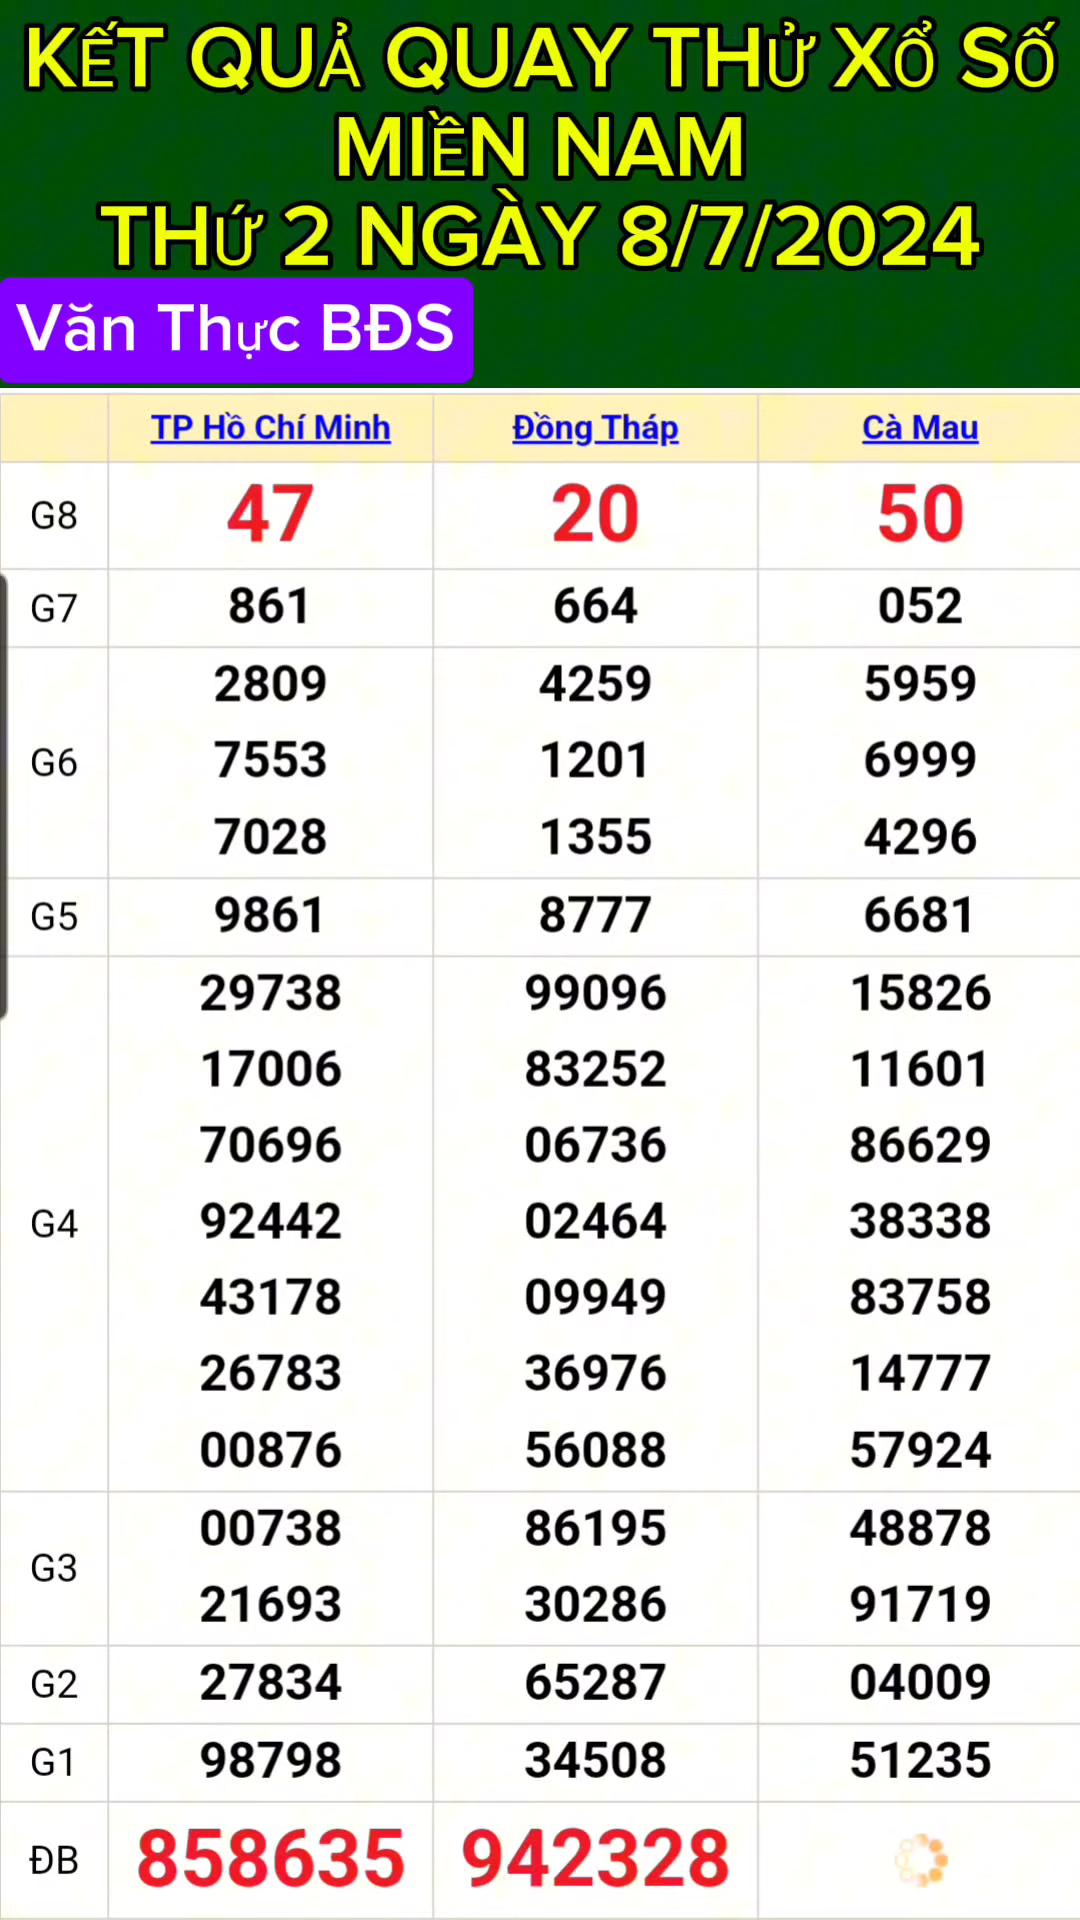 KẾT QUẢ QUAY THỬ XỔ SỐ
MIỀN NAM
THỨ 2 NGÀY 8/7/2024
Văn Thực BĐS
TP Hồ Chí Minh Đồng Tháp Cà Mau
G8 47 20 50
G7 861 664 052
2809 4259 5959
G6 7553 1201 6999
7028 1355 4296
G5 9861 8777 6681
29738 99096 15826
17006 83252 11601
70696 06736 86629
G4 92442 02464 38338
43178 09949 83758
26783 36976 14777
00876 56088 57924
G3
00738 86195 48878
21693 30286 91719
G2 27834 65287 04009
G1 98798 34508 51235
ĐB 858635 942328